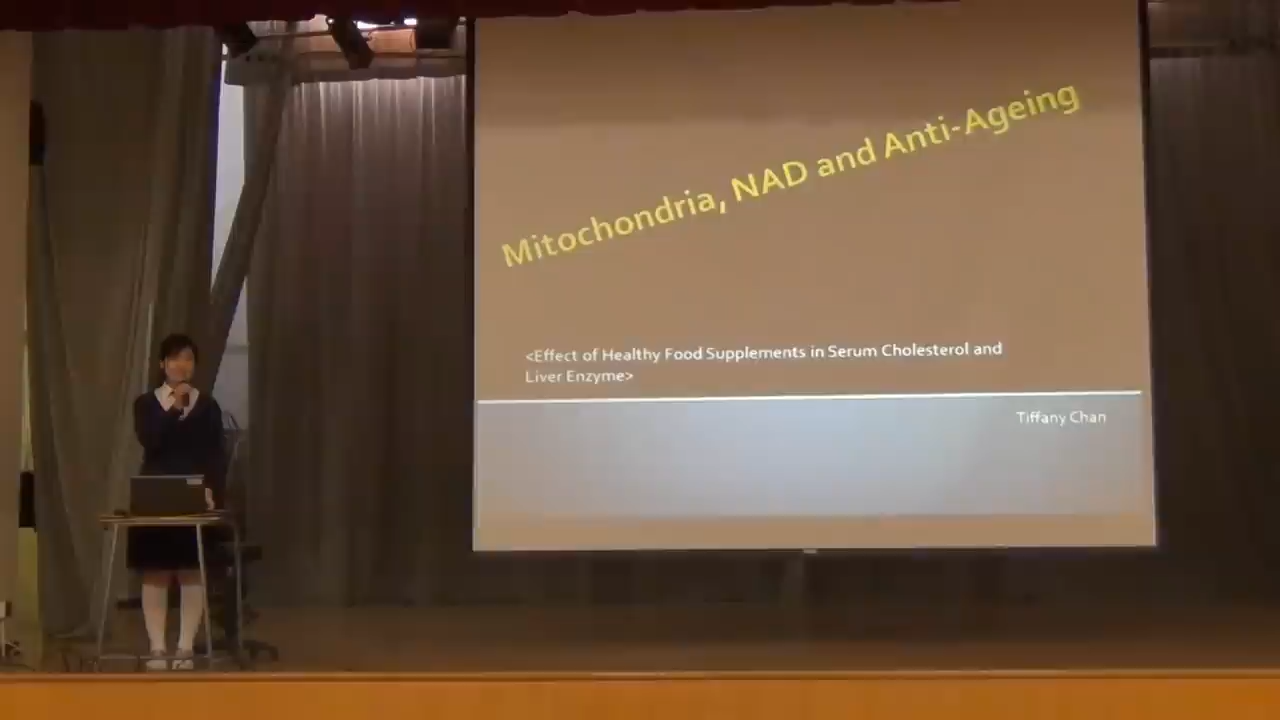 Mitochondria, NAD and Anti-Ageing
<Effect of Healthy Food Supplements in Serum Cholesterol and
Liver Enzyme>
Tiffany Chan